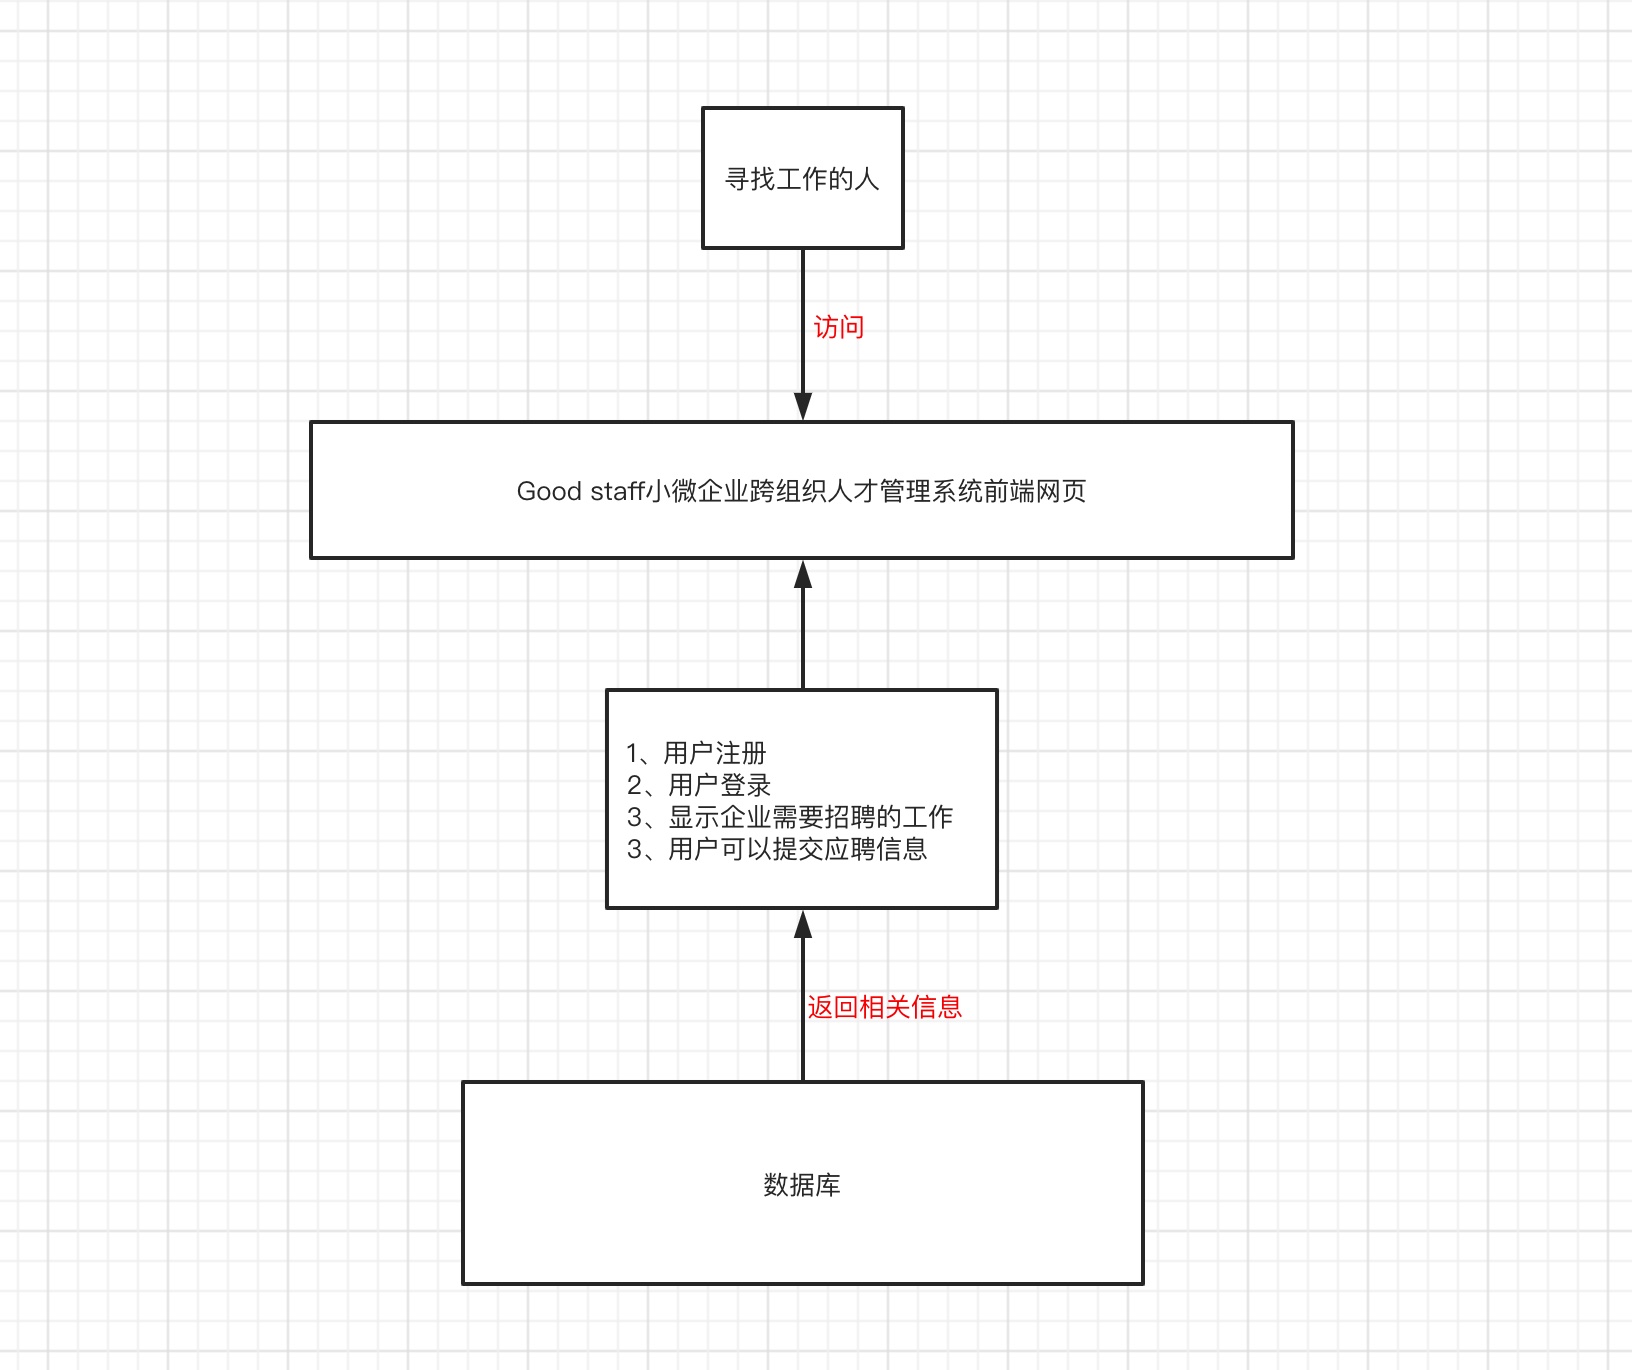 寻找工作的人
访问
Good staff小微企业跨组织人才管理系统前端网页
1、用户注册
2、用户登录
3、显示企业需要招聘的工作
3、用户可以提交应聘信息
返回相关信息
数据库